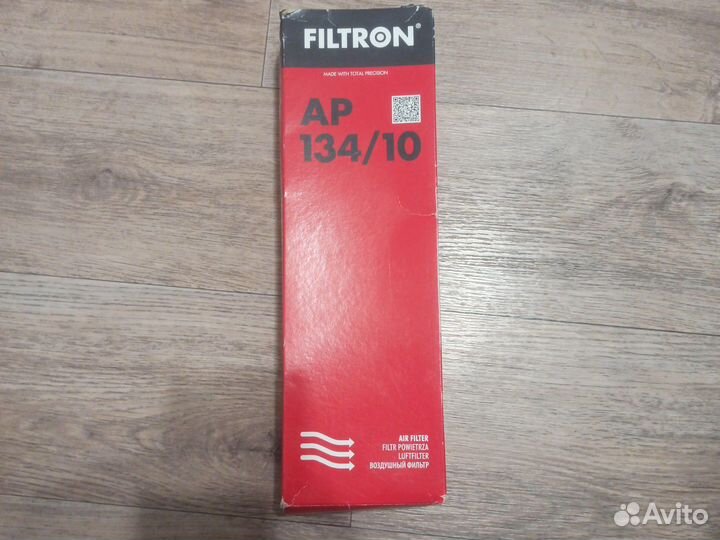 FILTRON®
MADE WITH TOTAL PRECISION
AP
134/10
AIR FILTER
FILTR POWIETRZA
LUFTFILTER
ВОЗДУШНЫЙ ФИЛЬТР
Avito